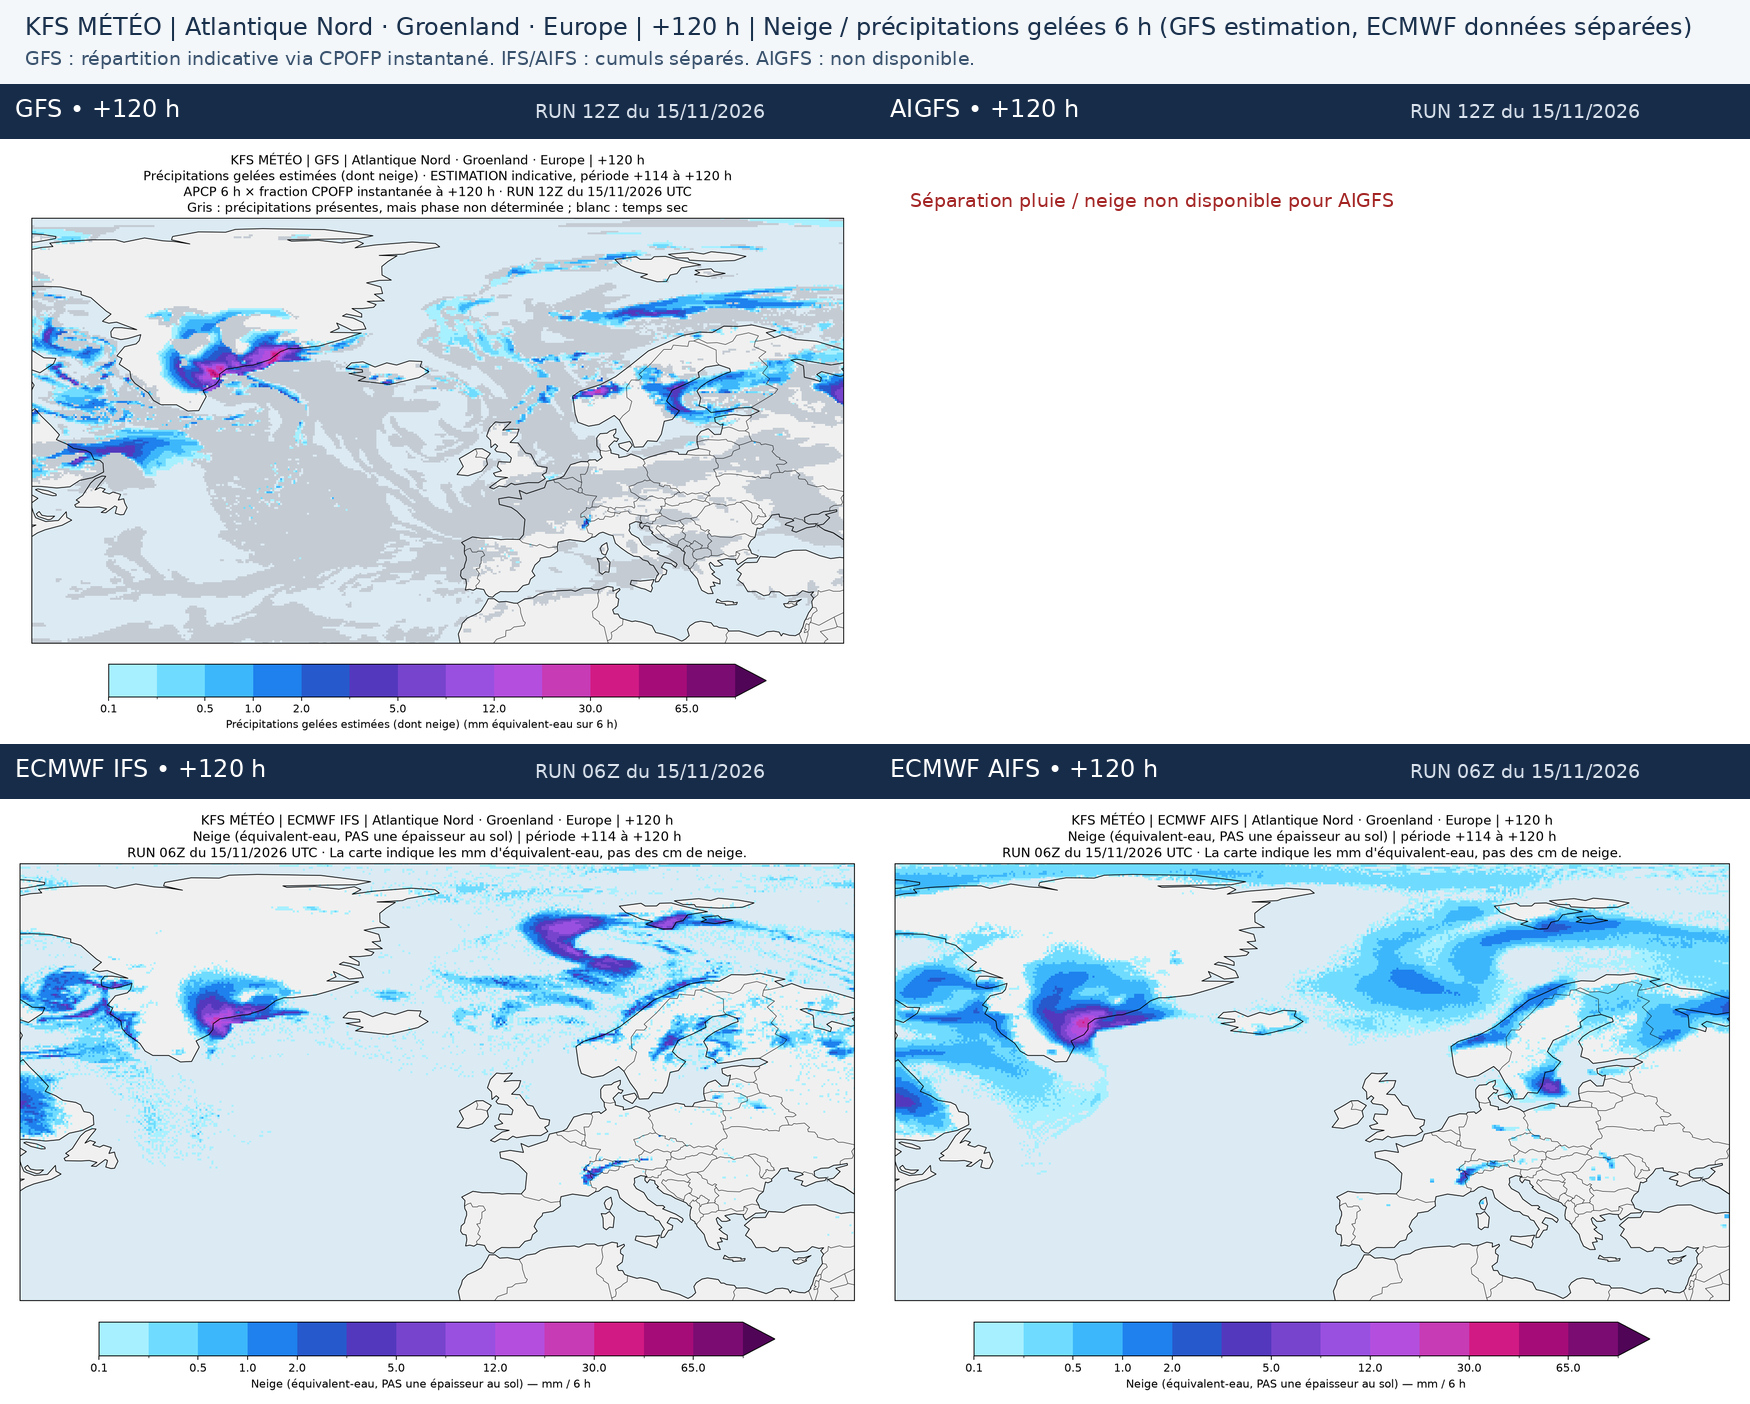 KFS MÉTÉO | Atlantique Nord · Groenland · Europe | +120 h | Neige / précipitations gelées 6 h (GFS estimation, ECMWF données séparées)
GFS : répartition indicative via CPOFP instantané. IFS/AIFS : cumuls séparés. AIGFS : non disponible.
GFS • +120 h
RUN 12Z du 15/11/2026
AIGFS • +120 h
RUN 12Z du 15/11/2026
KFS MÉTÉO | GFS | Atlantique Nord · Groenland · Europe | +120 h
Précipitations gelées estimées (dont neige) · ESTIMATION indicative, période +114 à +120 h
APCP 6 h × fraction CPOFP instantanée à +120 h · RUN 12Z du 15/11/2026 UTC
Gris : précipitations présentes, mais phase non déterminée ; blanc : temps sec
Séparation pluie / neige non disponible pour AIGFS
0.1 0.5 1.0 2.0 5.0 12.0 30.0 65.0
Précipitations gelées estimées (dont neige) (mm équivalent-eau sur 6 h)
ECMWF IFS • +120 h
RUN 06Z du 15/11/2026
ECMWF AIFS • +120 h
RUN 06Z du 15/11/2026
KFS MÉTÉO | ECMWF IFS | Atlantique Nord · Groenland · Europe | +120 h
Neige (équivalent-eau, PAS une épaisseur au sol) | période +114 à +120 h
RUN 06Z du 15/11/2026 UTC · La carte indique les mm d'équivalent-eau, pas des cm de neige.
KFS MÉTÉO | ECMWF AIFS | Atlantique Nord · Groenland · Europe | +120 h
Neige (équivalent-eau, PAS une épaisseur au sol) | période +114 à +120 h
RUN 06Z du 15/11/2026 UTC · La carte indique les mm d'équivalent-eau, pas des cm de neige.
0.1 0.5 1.0 2.0 5.0 12.0 30.0 65.0
Neige (équivalent-eau, PAS une épaisseur au sol) — mm / 6 h
0.1 0.5 1.0 2.0 5.0 12.0 30.0 65.0
Neige (équivalent-eau, PAS une épaisseur au sol) — mm / 6 h